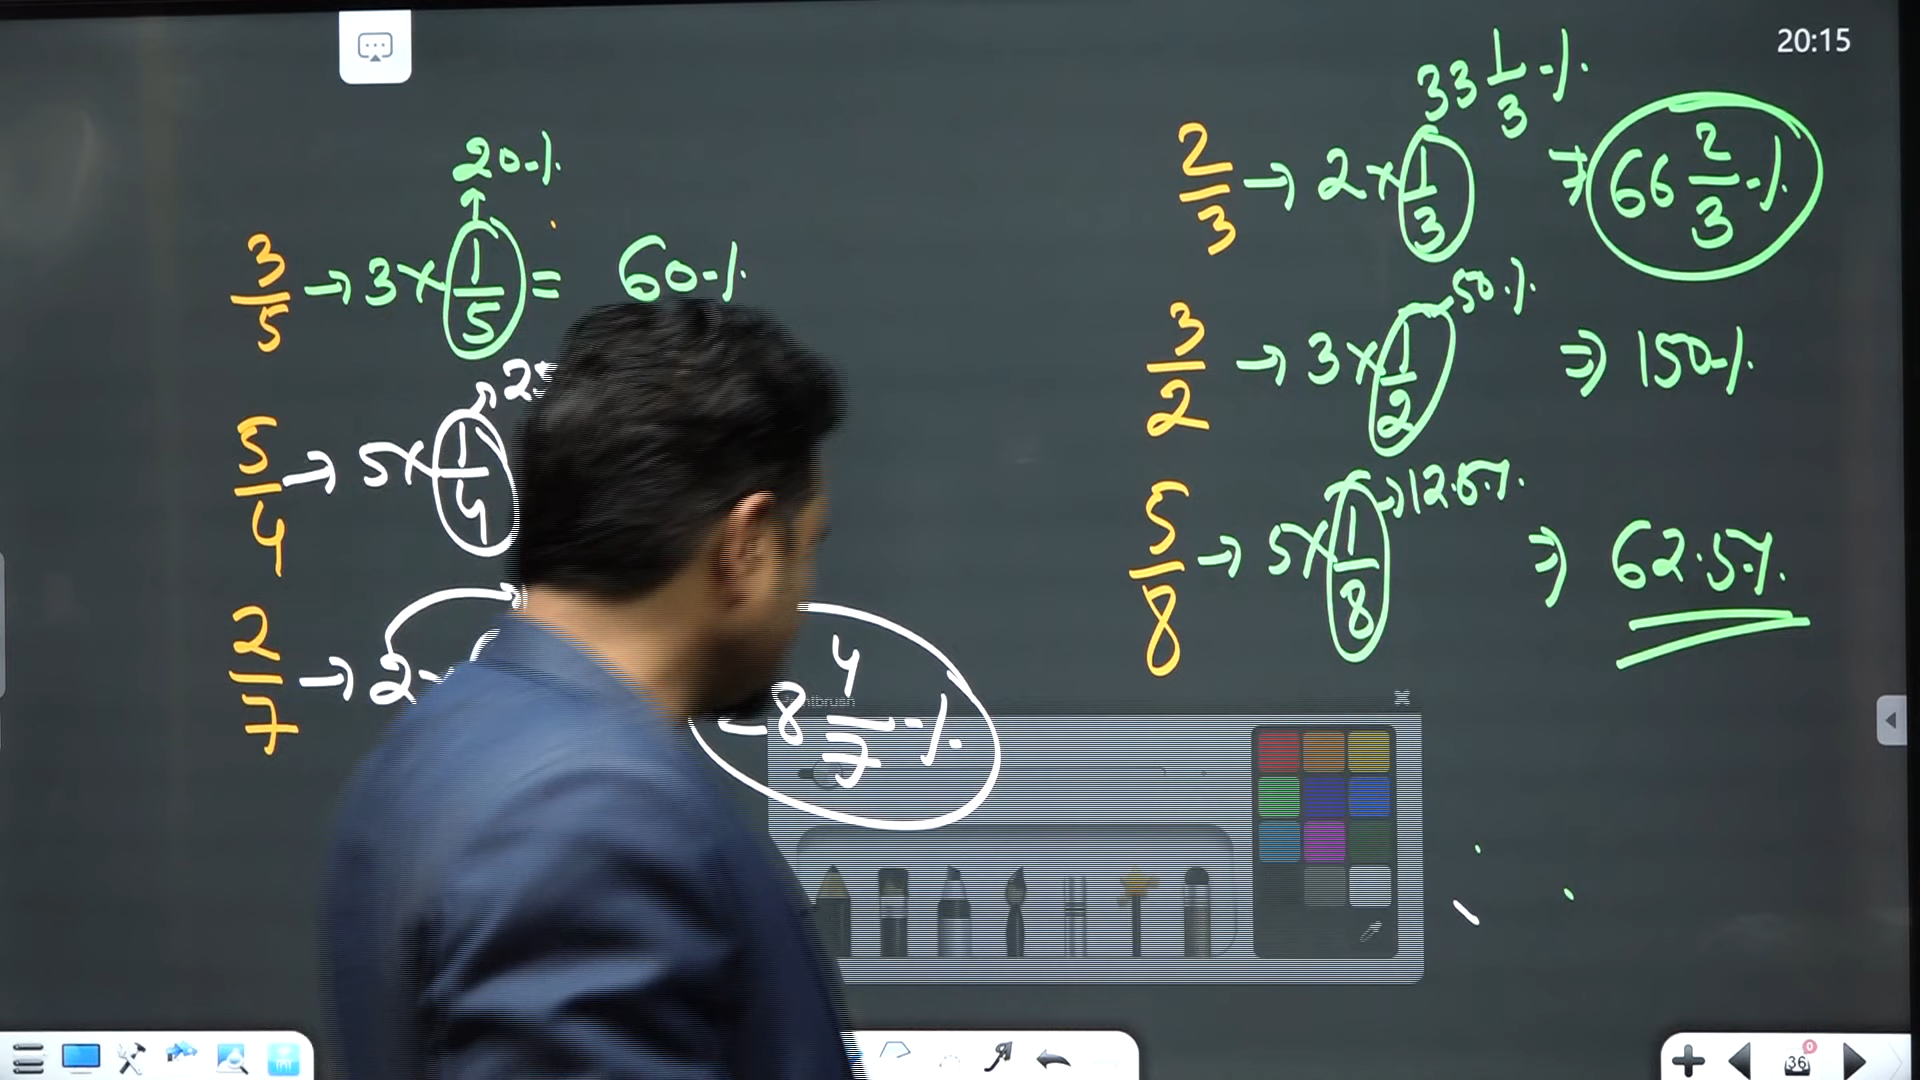 20:15
20%
3/5 → 3 × 1/5 = 60%
5/4 → 5 × 1/4
2/7 → 2
8 4/7 %
33 1/3 %
2/3 → 2 × 1/3 ⇒ 66 2/3 %
50%
3/2 → 3 × 1/2 ⇒ 150%
→ 12.5%
5/8 → 5 × 1/8 ⇒ 62.5%
36
0